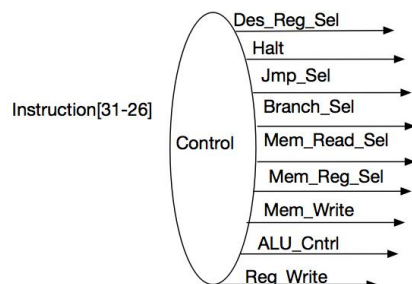 Des_Reg_Sel
Halt
Jmp_Sel
Instruction[31-26]
Branch_Sel
Control
Mem_Read_Sel
Mem_Reg_Sel
Mem_Write
ALU_Cntrl
Reg_Write